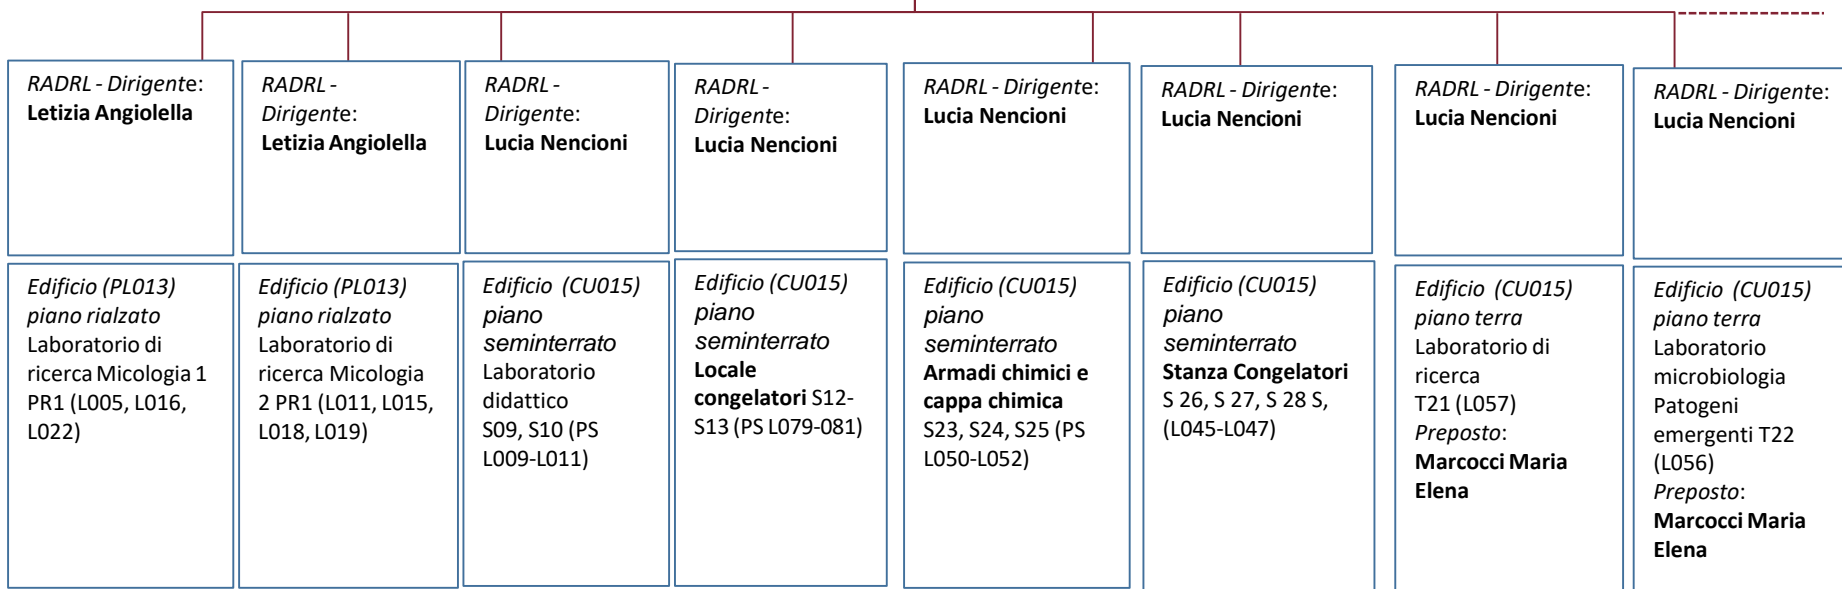 RADRL - Dirigente:
Letizia Angiolella
RADRL -
Dirigente:
Letizia Angiolella
RADRL -
Dirigente:
Lucia Nencioni
RADRL -
Dirigente:
Lucia Nencioni
RADRL - Dirigente:
Lucia Nencioni
RADRL - Dirigente:
Lucia Nencioni
RADRL - Dirigente:
Lucia Nencioni
RADRL - Dirigente:
Lucia Nencioni
Edificio (PL013)
piano rialzato
Laboratorio di
ricerca Micologia 1
PR1 (L005, L016,
L022)
Edificio (PL013)
piano rialzato
Laboratorio di
ricerca Micologia
2 PR1 (L011, L015,
L018, L019)
Edificio (CU015)
piano
seminterrato
Laboratorio
didattico
S09, S10 (PS
L009-L011)
Edificio (CU015)
piano
seminterrato
Locale
congelatori S12-
S13 (PS L079-081)
Edificio (CU015)
piano
seminterrato
Armadi chimici e
cappa chimica
S23, S24, S25 (PS
L050-L052)
Edificio (CU015)
piano
seminterrato
Stanza Congelatori
S 26, S 27, S 28 S,
(L045-L047)
Edificio (CU015)
piano terra
Laboratorio di
ricerca
T21 (L057)
Preposto:
Marcocci Maria
Elena
Edificio (CU015)
piano terra
Laboratorio
microbiologia
Patogeni
emergenti T22
(L056)
Preposto:
Marcocci Maria
Elena